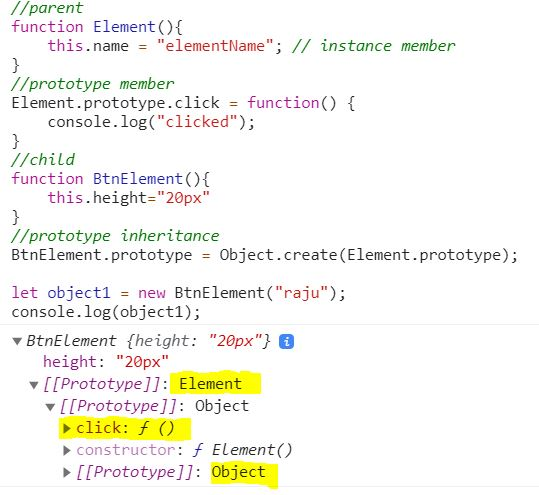 //parent
function Element(){
    this.name = "elementName"; // instance member
}
//prototype member
Element.prototype.click = function() {
    console.log("clicked");
}
//child
function BtnElement(){
    this.height="20px"
}
//prototype inheritance
BtnElement.prototype = Object.create(Element.prototype);
let object1 = new BtnElement("raju");
console.log(object1);
▼ BtnElement {height: "20px"} i
height: "20px"
▼ [[Prototype]]: Element
▼ [[Prototype]]: Object
▶ click: ƒ ()
▶ constructor: ƒ Element()
▶ [[Prototype]]: Object